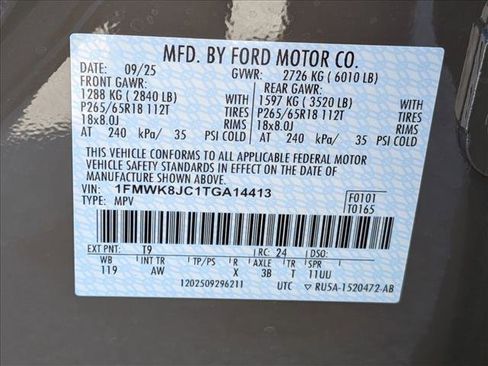 MFD. BY FORD MOTOR CO.
DATE: 09/25 GVWR: 2726 KG ( 6010 LB)
FRONT GAWR: REAR GAWR:
1288 KG ( 2840 LB) WITH 1597 KG ( 3520 LB) WITH
P265/65R18 112T TIRES P265/65R18 112T TIRES
18x8.0J RIMS 18x8.0J RIMS
AT 240 kPa/ 35 PSI COLD AT 240 kPa/ 35 PSI COLD
THIS VEHICLE CONFORMS TO ALL APPLICABLE FEDERAL MOTOR
VEHICLE SAFETY STANDARDS IN EFFECT ON THE DATE OF
MANUFACTURE SHOWN ABOVE.
VIN: 1FMWK8JC1TGA14413 F0101
TYPE: MPV T0165
EXT PNT: T9 RC: 24 DSO:
WB INT TR TP/PS R AXLE TR SPR
119 AW X 3B T 11UU
1202509296211 UTC RU5A-1520472-AB